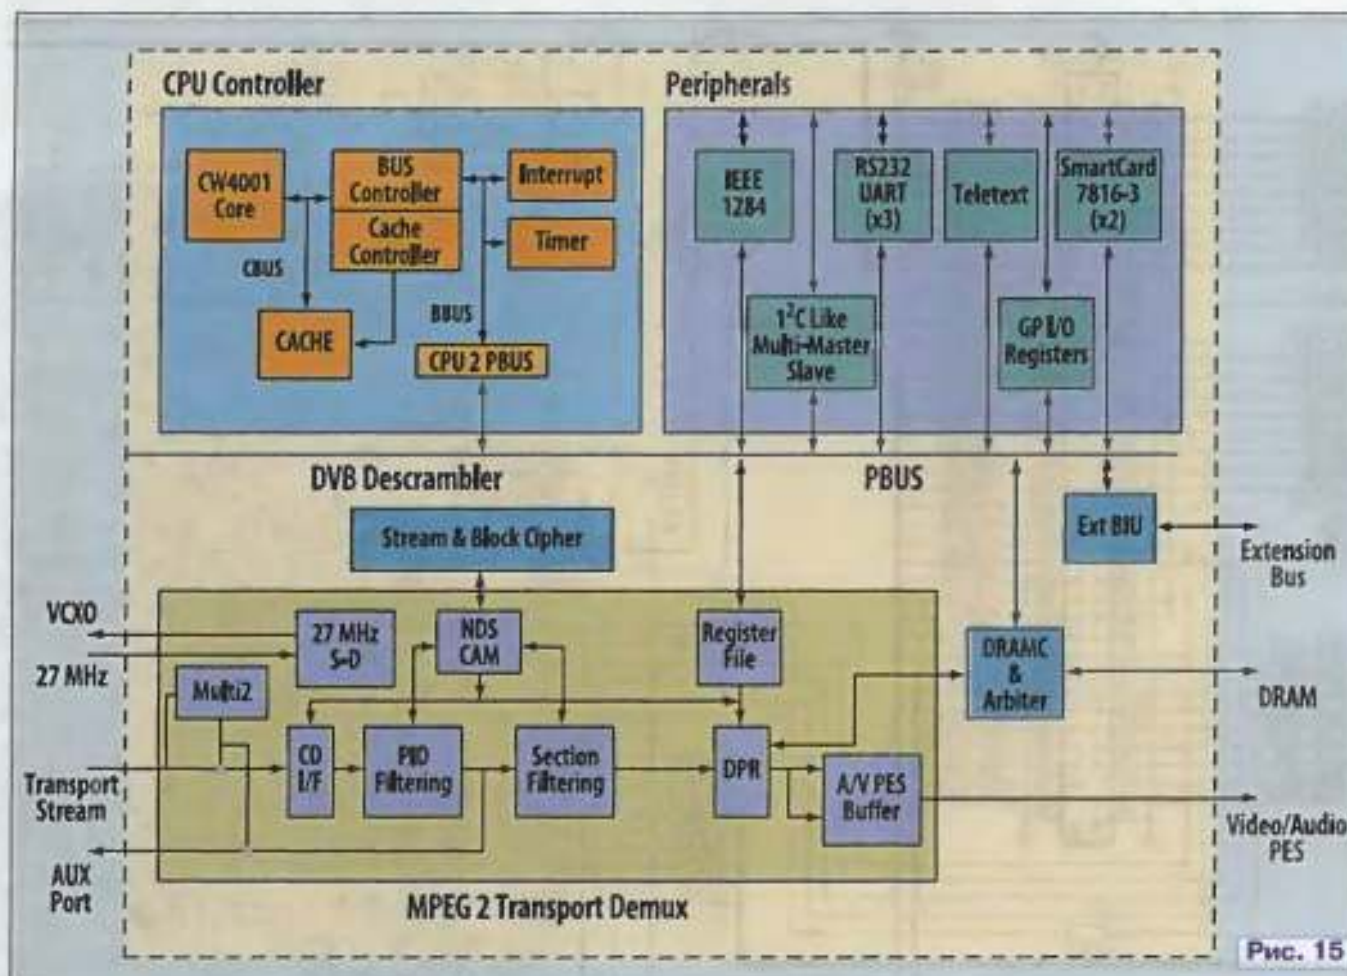 CPU Controller
Peripherals
CW4001
Core
BUS
Controller
Cache
Controller
Interrupt
Timer
CBUS
BBUS
CACHE
CPU 2 PBUS
IEEE
1284
RS232
UART
(x3)
Teletext
SmartCard
7816-3
(x2)
1²C Like
Multi-Master
Slave
GP I/O
Registers
DVB Descrambler
PBUS
Stream & Block Cipher
Ext BIU
Extension
Bus
VCXO
27 MHz
27 MHz
S-D
NDS
CAM
Register
File
DRAMC
&
Arbiter
DRAM
Multi2
Transport
Stream
CD
I/F
PID
Filtering
Section
Filtering
DPR
A/V PES
Buffer
Video/Audio
PES
AUX
Port
MPEG 2 Transport Demux
Рис. 15